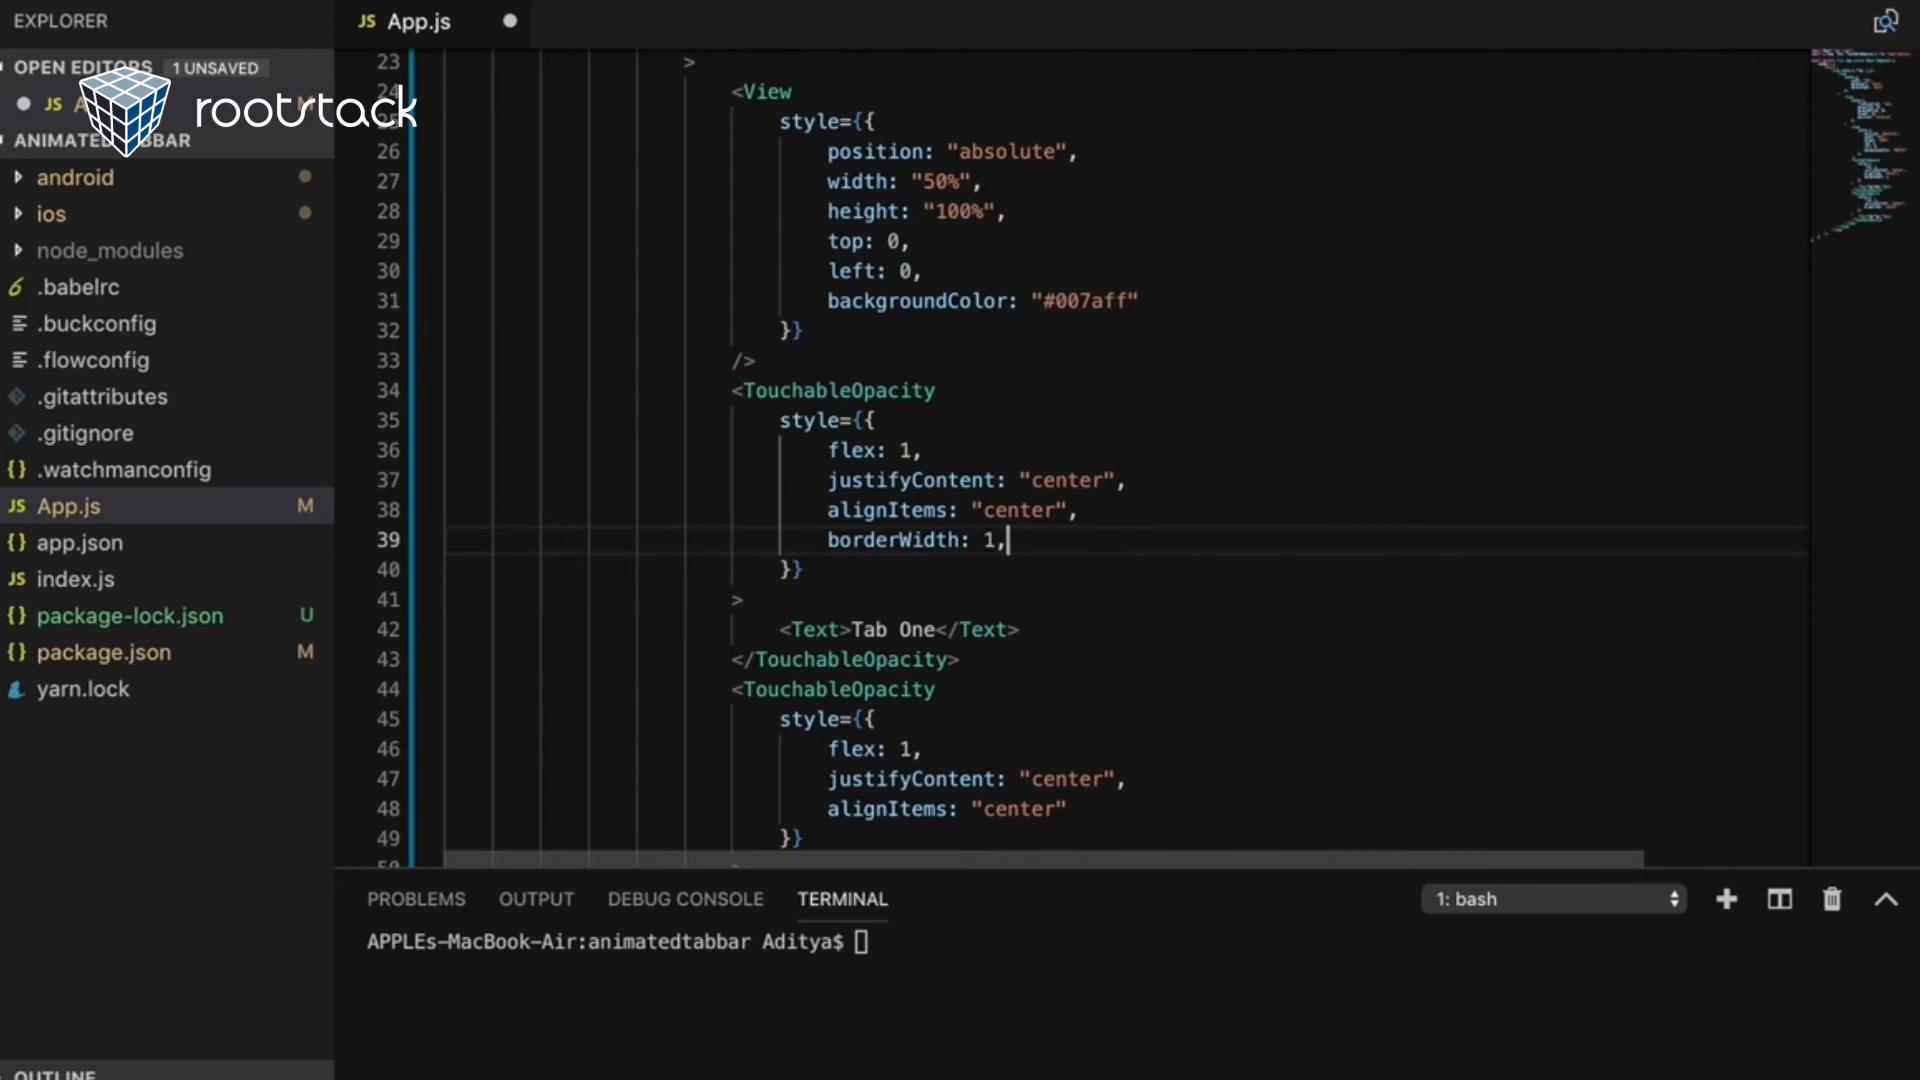 EXPLORER
OPEN EDITORS 1 UNSAVED
JS
rootstack
android
ios
node_modules
.babelrc
.buckconfig
.flowconfig
.gitattributes
.gitignore
.watchmanconfig
JS App.js M
app.json
JS index.js
package-lock.json U
package.json M
yarn.lock
OUTLINE
JS App.js
23 >
24 <View
style={{
26 position: "absolute",
27 width: "50%",
28 height: "100%",
29 top: 0,
30 left: 0,
31 backgroundColor: "#007aff"
32 }}
33 />
34 <TouchableOpacity
35 style={{
36 flex: 1,
37 justifyContent: "center",
38 alignItems: "center",
39 borderWidth: 1,
40 }}
41 >
42 <Text>Tab One</Text>
43 </TouchableOpacity>
44 <TouchableOpacity
45 style={{
46 flex: 1,
47 justifyContent: "center",
48 alignItems: "center"
49 }}
PROBLEMS OUTPUT DEBUG CONSOLE TERMINAL 1: bash
APPLEs-MacBook-Air:animatedtabbar Aditya$